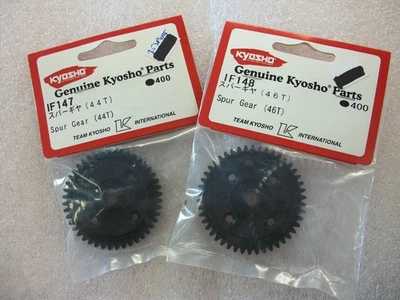 KYOSHO
Genuine Kyosho Parts
IF147
400
スパーギヤ (44T)
Spur Gear (44T)
TEAM KYOSHO K INTERNATIONAL
KYOSHO
Genuine Kyosho Parts
IF148
400
スパーギヤ (46T)
Spur Gear (46T)
TEAM KYOSHO K INTERNATIONAL